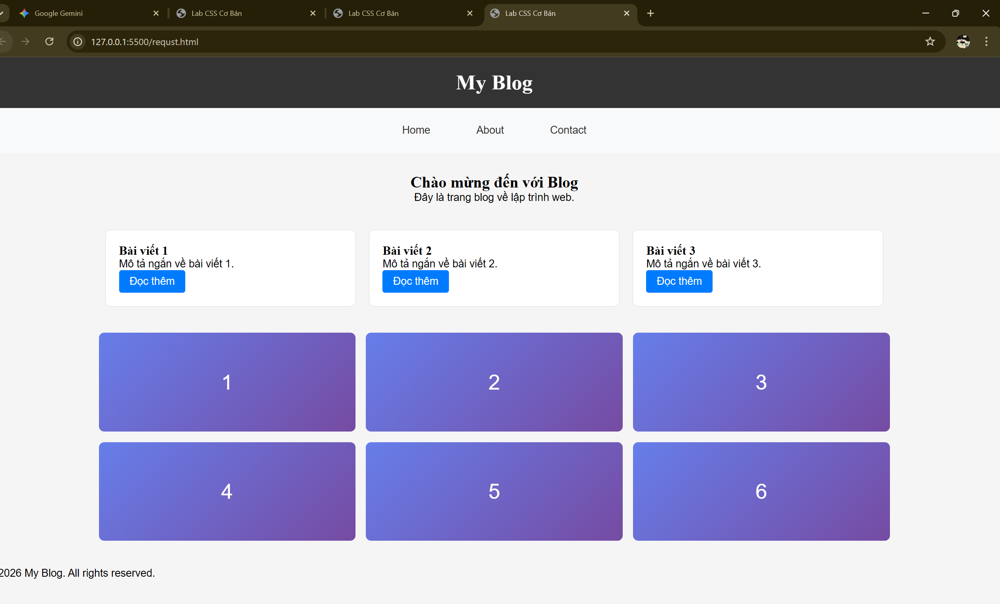 Google Gemini
Lab CSS Cơ Bản
Lab CSS Cơ Bản
Lab CSS Cơ Bản
127.0.0.1:5500/requst.html
My Blog
Home About Contact
Chào mừng đến với Blog
Đây là trang blog về lập trình web.
Bài viết 1
Mô tả ngắn về bài viết 1.
Đọc thêm
Bài viết 2
Mô tả ngắn về bài viết 2.
Đọc thêm
Bài viết 3
Mô tả ngắn về bài viết 3.
Đọc thêm
1
2
3
4
5
6
2026 My Blog. All rights reserved.